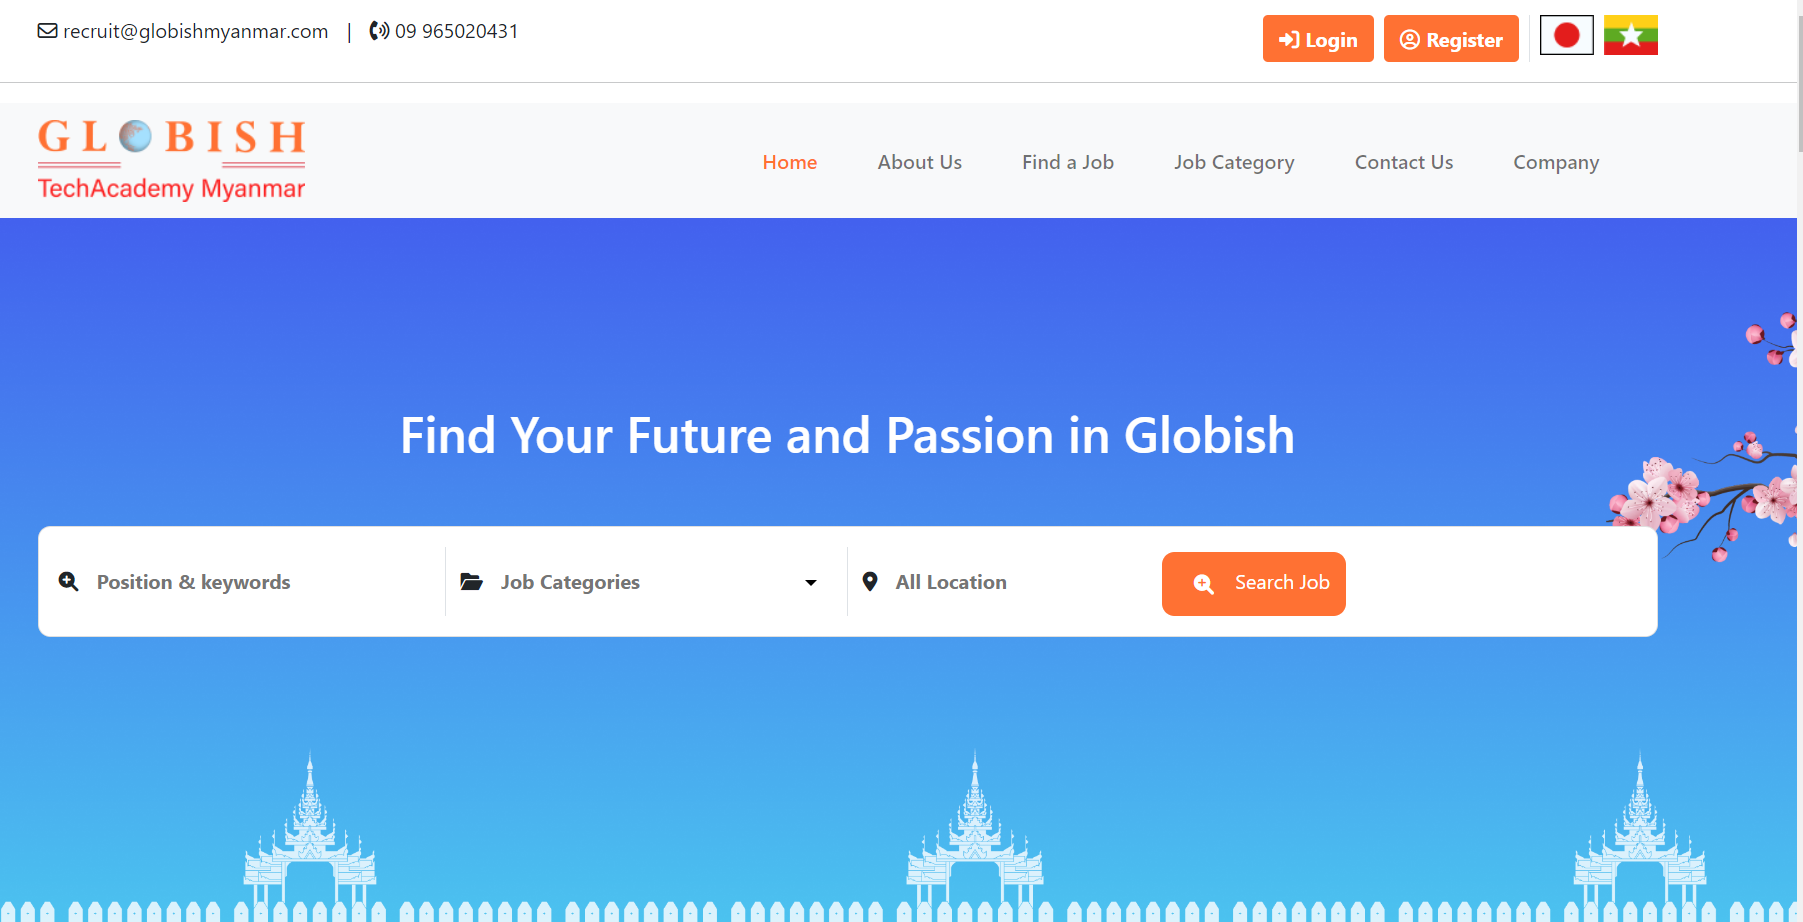 recruit@globishmyanmar.com | 09 965020431
Login
Register
GLOBISH
TechAcademy Myanmar
Home
About Us
Find a Job
Job Category
Contact Us
Company
Find Your Future and Passion in Globish
Position & keywords
Job Categories
All Location
Search Job